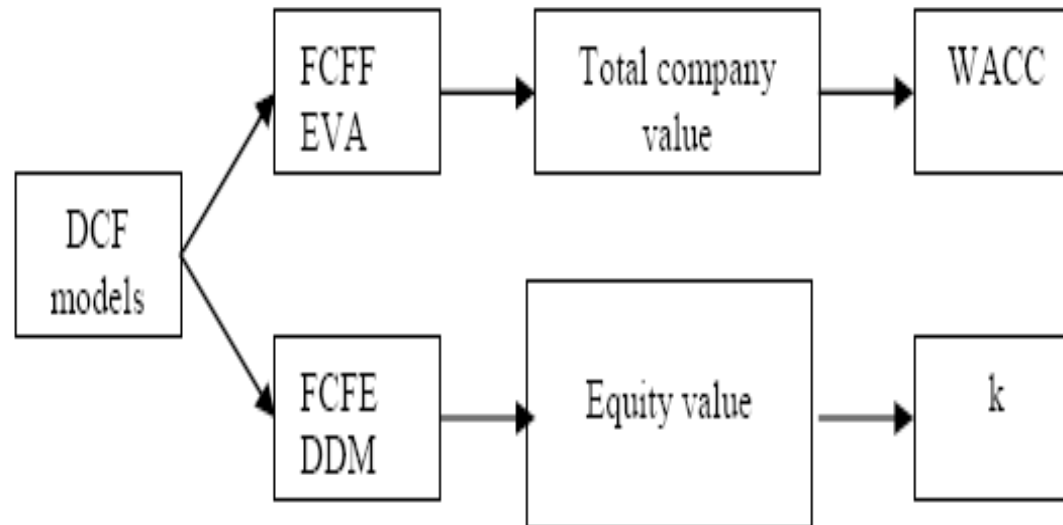 DCF
models
FCFF
EVA
Total company
value
WACC
FCFE
DDM
Equity value
k